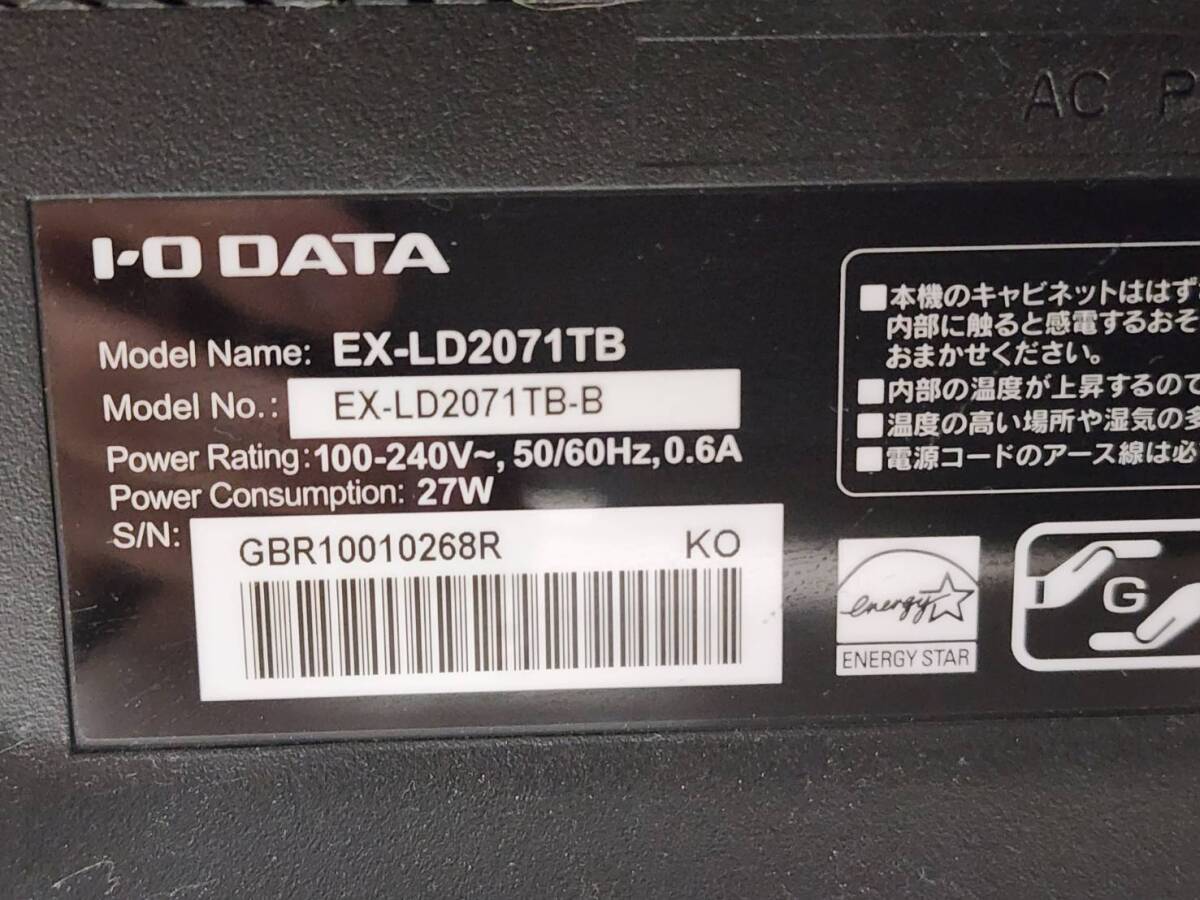 AC P
I-O DATA
Model Name: EX-LD2071TB
Model No.: EX-LD2071TB-B
Power Rating:100-240V~, 50/60Hz, 0.6A
Power Consumption: 27W
S/N:
GBR10010268R KO
■本機のキャビネットははず
内部に触ると感電するおそ
おまかせください。
■内部の温度が上昇するので
■温度の高い場所や湿気の多
■電源コードのアース線は必
energy
ENERGY STAR
G